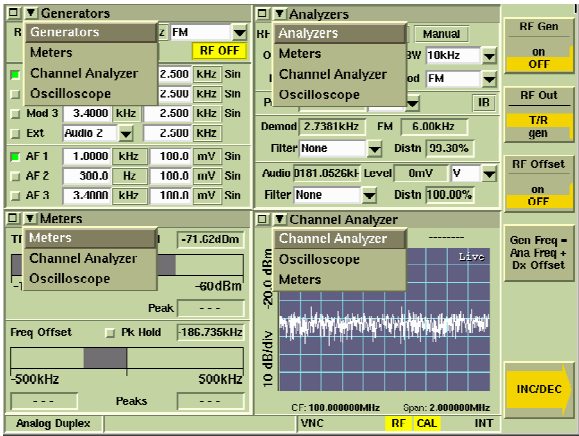 Generators
R
Generators
z
FM
Meters
RF OFF
Channel Analyzer
2.500 kHz Sin
Oscilloscope
2.500 kHz Sin
Mod 3 3.4000 kHz 2.500 kHz Sin
Ext Audio 2 2.500 kHz
AF 1 1.0000 kHz 100.0 mV Sin
AF 2 300.0 Hz 100.0 mV Sin
AF 3 3.4000 kHz 100.0 mV Sin
Analyzers
RF
Analyzers
Manual
Meters
BW 10kHz
Channel Analyzer
od FM
Oscilloscope
IB
Demod 2.7381kHz FM 6.00kHz
Filter None Distn 99.30%
Audio 0181.0526kH Level 0mV V
Filter None Distn 100.00%
RF Gen
on
OFF
RF Out
T/R
gen
RF Offset
on
OFF
Gen Freq =
Ana Freq +
Dx Offset
INC/DEC
Meters
Meters
-71.62dBm
Channel Analyzer
Oscilloscope
-60dBm
Peak - - -
Freq Offset Pk Hold -186.735kHz
-500kHz 500kHz
- - - Peaks - - -
Channel Analyzer
Channel Analyzer
--------
Oscilloscope
Live
Meters
-20.0 dBm
10 dB/div
CF: 100.000000MHz Span: 2.000000MHz
Analog Duplex VNC RF CAL INT